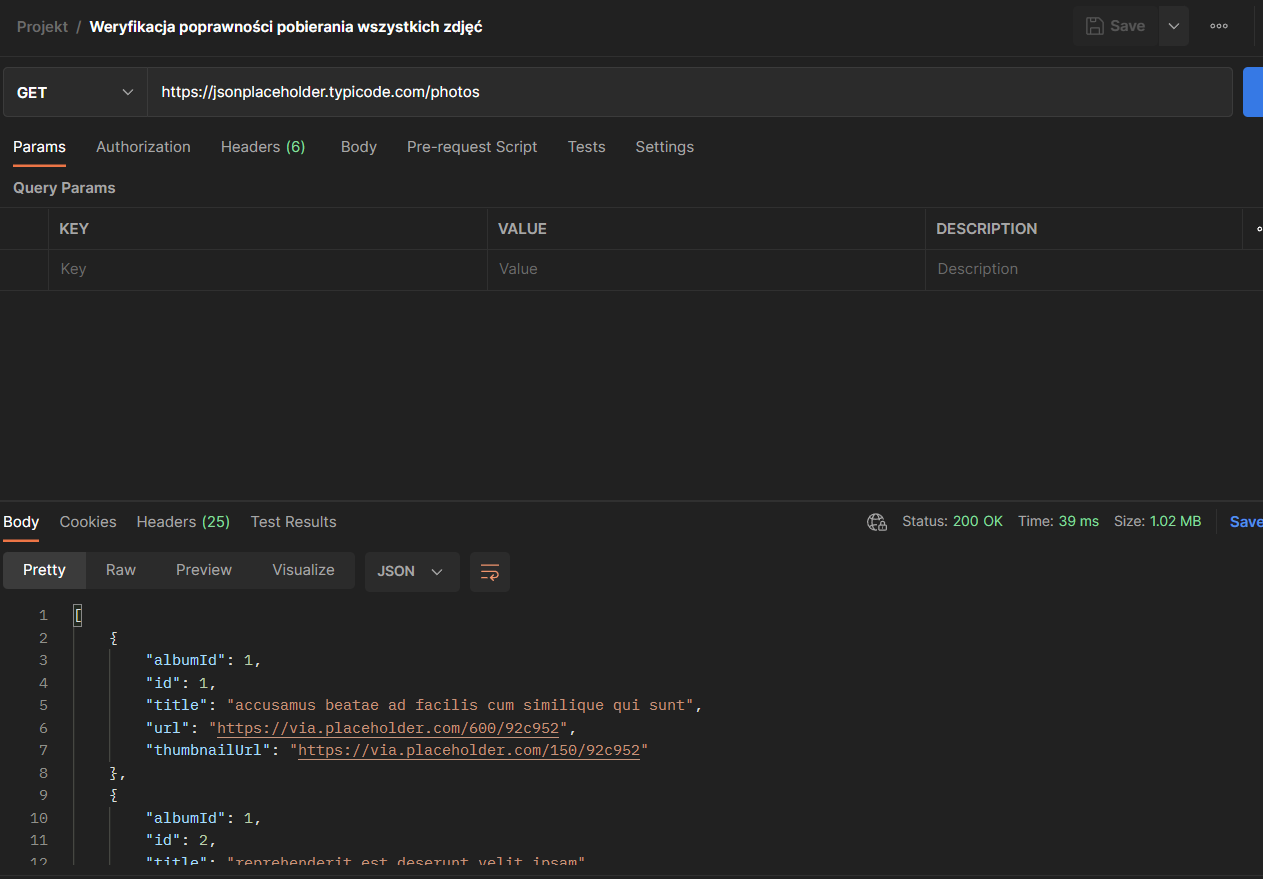 Projekt / Weryfikacja poprawności pobierania wszystkich zdjęć Save
GET https://jsonplaceholder.typicode.com/photos
Params Authorization Headers (6) Body Pre-request Script Tests Settings
Query Params
KEY VALUE DESCRIPTION
Key Value Description
Body Cookies Headers (25) Test Results Status: 200 OK Time: 39 ms Size: 1.02 MB Save
Pretty Raw Preview Visualize JSON
1 [
2 {
3 "albumId": 1,
4 "id": 1,
5 "title": "accusamus beatae ad facilis cum similique qui sunt",
6 "url": "https://via.placeholder.com/600/92c952",
7 "thumbnailUrl": "https://via.placeholder.com/150/92c952"
8 },
9 {
10 "albumId": 1,
11 "id": 2,
12 "title": "reprehenderit est deserunt velit ipsam"